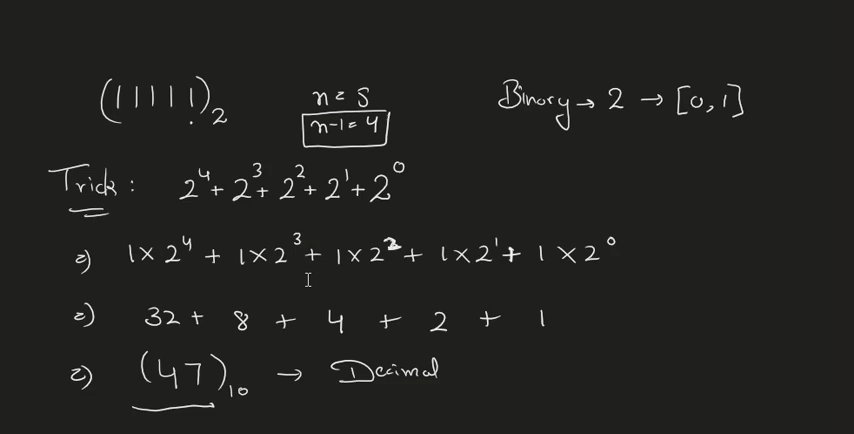 (11111)₂ n = 5 Binary → 2 → [0,1]
n-1 = 4
Trick : 2⁴ + 2³ + 2² + 2¹ + 2⁰
⇒) 1 × 2⁴ + 1 × 2³ + 1 × 2² + 1 × 2¹ + 1 × 2⁰
⇒) 32 + 8 + 4 + 2 + 1
⇒) (47)₁₀ → Decimal